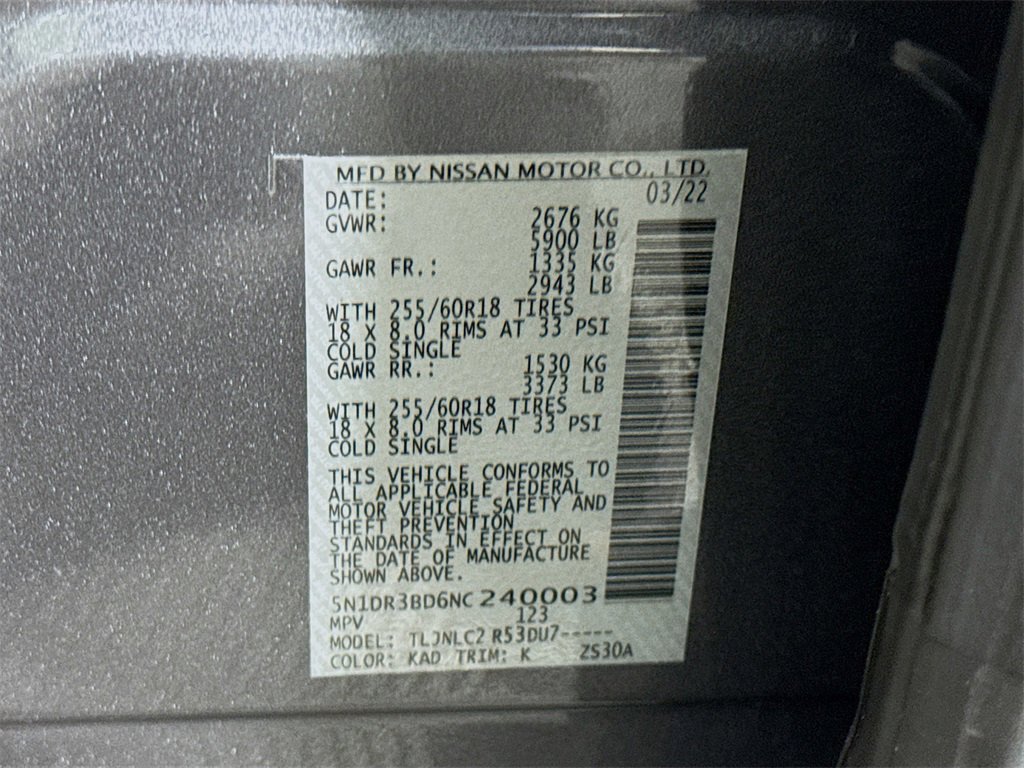 MFD BY NISSAN MOTOR CO., LTD.
DATE: 03/22
GVWR: 2676 KG
5900 LB
GAWR FR.: 1335 KG
2943 LB
WITH 255/60R18 TIRES
18 X 8.0 RIMS AT 33 PSI
COLD SINGLE
GAWR RR.: 1530 KG
3373 LB
WITH 255/60R18 TIRES
18 X 8.0 RIMS AT 33 PSI
COLD SINGLE
THIS VEHICLE CONFORMS TO
ALL APPLICABLE FEDERAL
MOTOR VEHICLE SAFETY AND
THEFT PREVENTION
STANDARDS IN EFFECT ON
THE DATE OF MANUFACTURE
SHOWN ABOVE.
5N1DR3BD6NC240003
MPV 123
MODEL: TLJNLC2 R53DU7-----
COLOR: KAD TRIM: K ZS30A